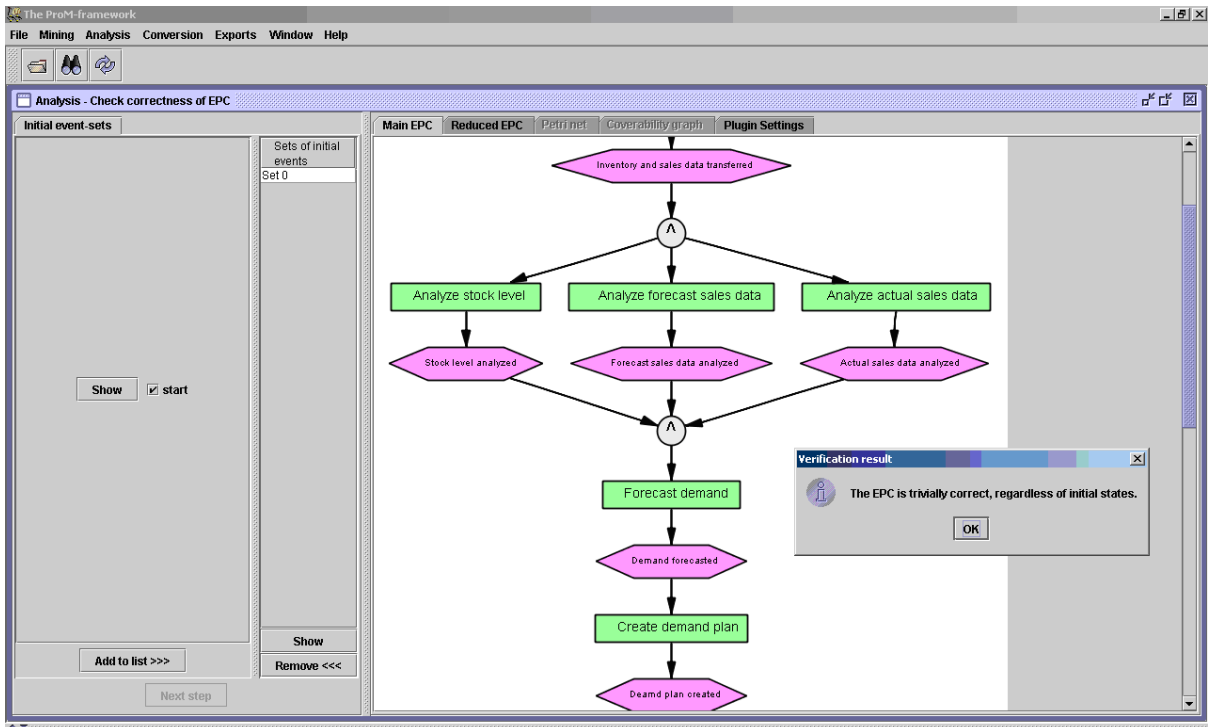 The ProM-framework
File Mining Analysis Conversion Exports Window Help
Analysis - Check correctness of EPC
Initial event-sets
Sets of initial
events
Set 0
Show
start
Add to list >>>
Show
Remove <<<
Next step
Main EPC Reduced EPC Petri net Coverability graph Plugin Settings
Inventory and sales data transferred
Λ
Analyze stock level Analyze forecast sales data Analyze actual sales data
Stock level analyzed Forecast sales data analyzed Actual sales data analyzed
Λ
Forecast demand
Demand forecasted
Create demand plan
Deamd plan created
Verification result
The EPC is trivially correct, regardless of initial states.
OK